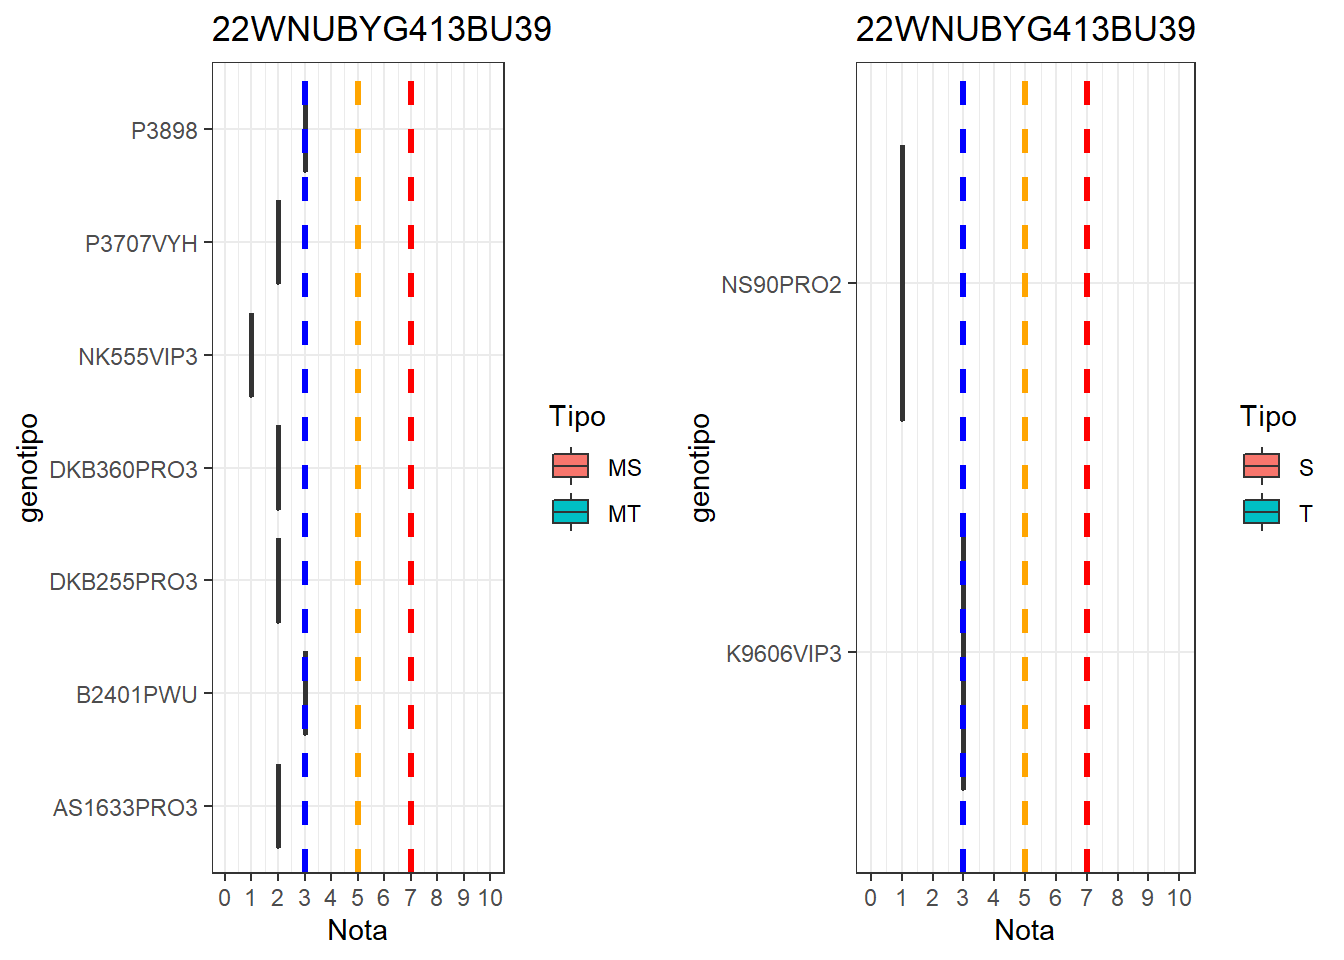 22WNUBYG413BU39
P3898
P3707VYH
NK555VIP3
DKB360PRO3
DKB255PRO3
B2401PWU
AS1633PRO3
genotipo
0 1 2 3 4 5 6 7 8 9 10
Nota
Tipo
MS
MT
22WNUBYG413BU39
NS90PRO2
K9606VIP3
genotipo
0 1 2 3 4 5 6 7 8 9 10
Nota
Tipo
S
T